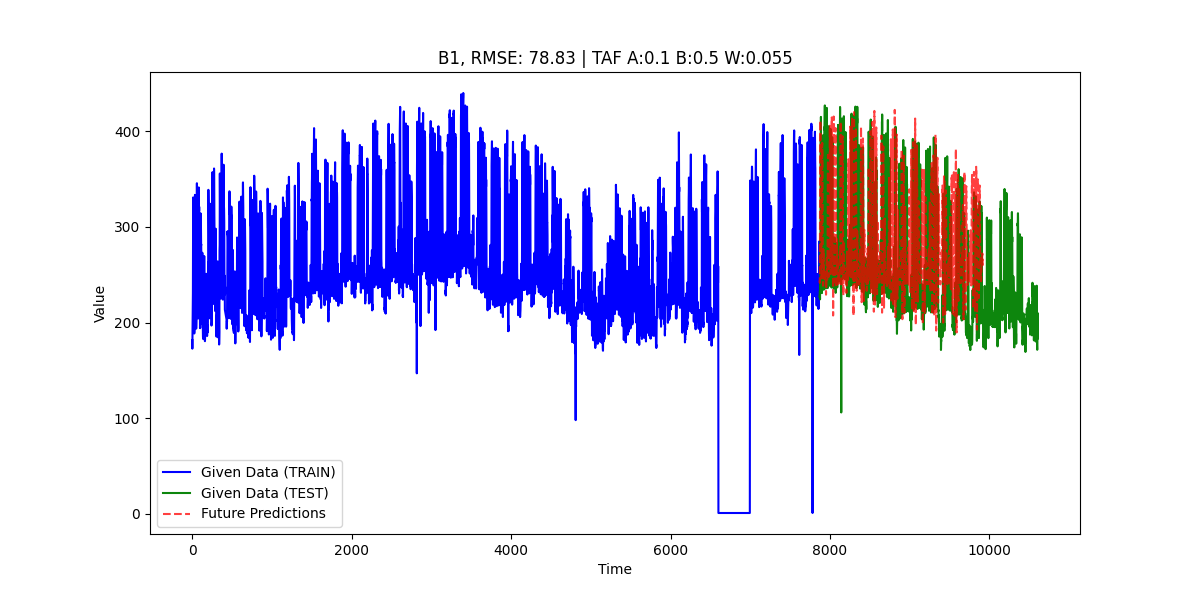 B1, RMSE: 78.83 | TAF A:0.1 B:0.5 W:0.055
400
300
200
100
0
Value
Given Data (TRAIN)
Given Data (TEST)
Future Predictions
0 2000 4000 6000 8000 10000
Time